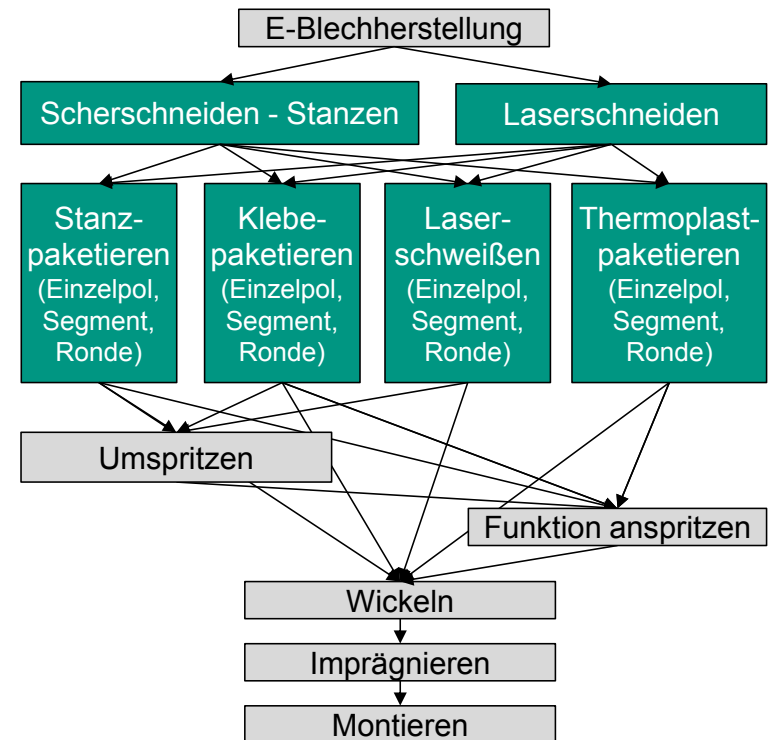 E-Blechherstellung
Scherschneiden - Stanzen
Laserschneiden
Stanz-
paketieren
(Einzelpol,
Segment,
Ronde)
Klebe-
paketieren
(Einzelpol,
Segment,
Ronde)
Laser-
schweißen
(Einzelpol,
Segment,
Ronde)
Thermoplast-
paketieren
(Einzelpol,
Segment,
Ronde)
Umspritzen
Funktion anspritzen
Wickeln
Imprägnieren
Montieren